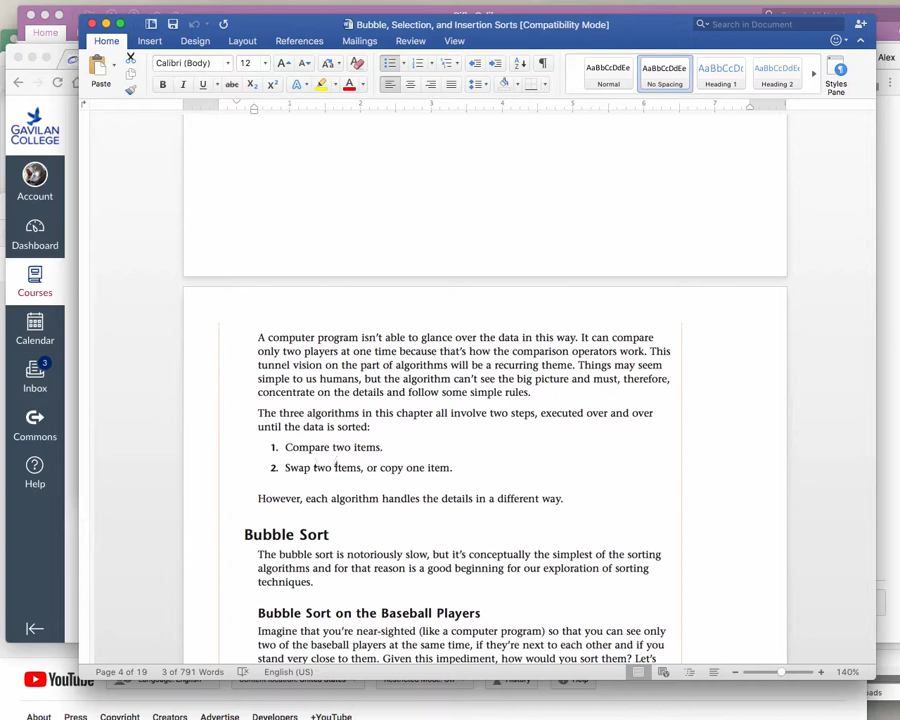 Bubble, Selection, and Insertion Sorts [Compatibility Mode]
Search in Document
Home
Home Insert Design Layout References Mailings Review View
Alex
Paste
Calibri (Body) 12
AaBbCcDdEe AaBbCcDdEe AaBbCcDc AaBbCcDdEe
Normal No Spacing Heading 1 Heading 2
Styles
Pane
1 2 3 4 5 6 7
GAVILAN
COLLEGE
Account
Dashboard
Courses
Calendar
3
Inbox
Commons
Help
A computer program isn't able to glance over the data in this way. It can compare
only two players at one time because that's how the comparison operators work. This
tunnel vision on the part of algorithms will be a recurring theme. Things may seem
simple to us humans, but the algorithm can't see the big picture and must, therefore,
concentrate on the details and follow some simple rules.
The three algorithms in this chapter all involve two steps, executed over and over
until the data is sorted:
1. Compare two items.
2. Swap two items, or copy one item.
However, each algorithm handles the details in a different way.
Bubble Sort
The bubble sort is notoriously slow, but it's conceptually the simplest of the sorting
algorithms and for that reason is a good beginning for our exploration of sorting
techniques.
Bubble Sort on the Baseball Players
Imagine that you're near-sighted (like a computer program) so that you can see only
two of the baseball players at the same time, if they're next to each other and if you
stand very close to them. Given this impediment, how would you sort them? Let's
Page 4 of 19 3 of 791 Words English (US) 140%
YouTube
About Press Copyright Creators Advertise Developers +YouTube